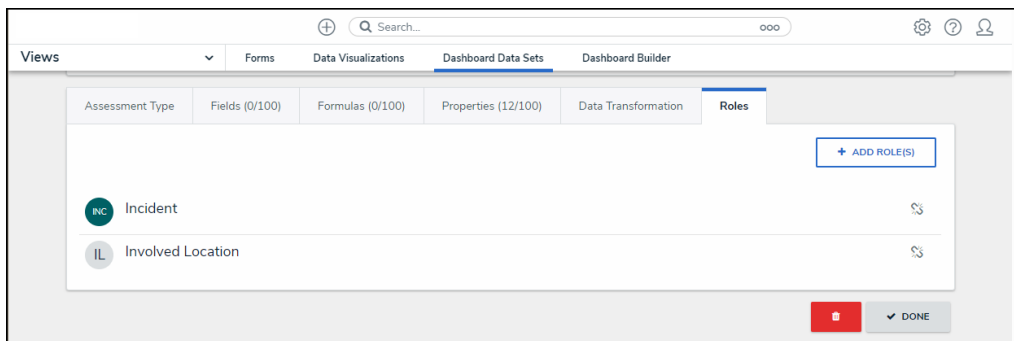 Search...
Views Forms Data Visualizations Dashboard Data Sets Dashboard Builder
Assessment Type Fields (0/100) Formulas (0/100) Properties (12/100) Data Transformation Roles
+ ADD ROLE(S)
INC Incident
IL Involved Location
DONE